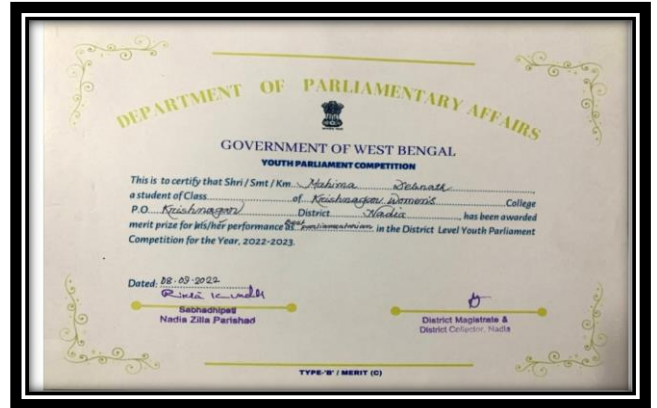 DEPARTMENT OF PARLIAMENTARY AFFAIRS
GOVERNMENT OF WEST BENGAL
YOUTH PARLIAMENT COMPETITION
This is to certify that Shri / Smt / Km. Mahima Debnath
a student of Class of Krishnagar Women's College
P.O. Krishnagar District Nadia, has been awarded
merit prize for his/her performance as Best parliamentarian in the District Level Youth Parliament
Competition for the Year, 2022-2023.
Dated: 08-09-2022
Sabhadhipati
Nadia Zilla Parishad
District Magistrate &
District Collector, Nadia
TYPE-'B' / MERIT (C)